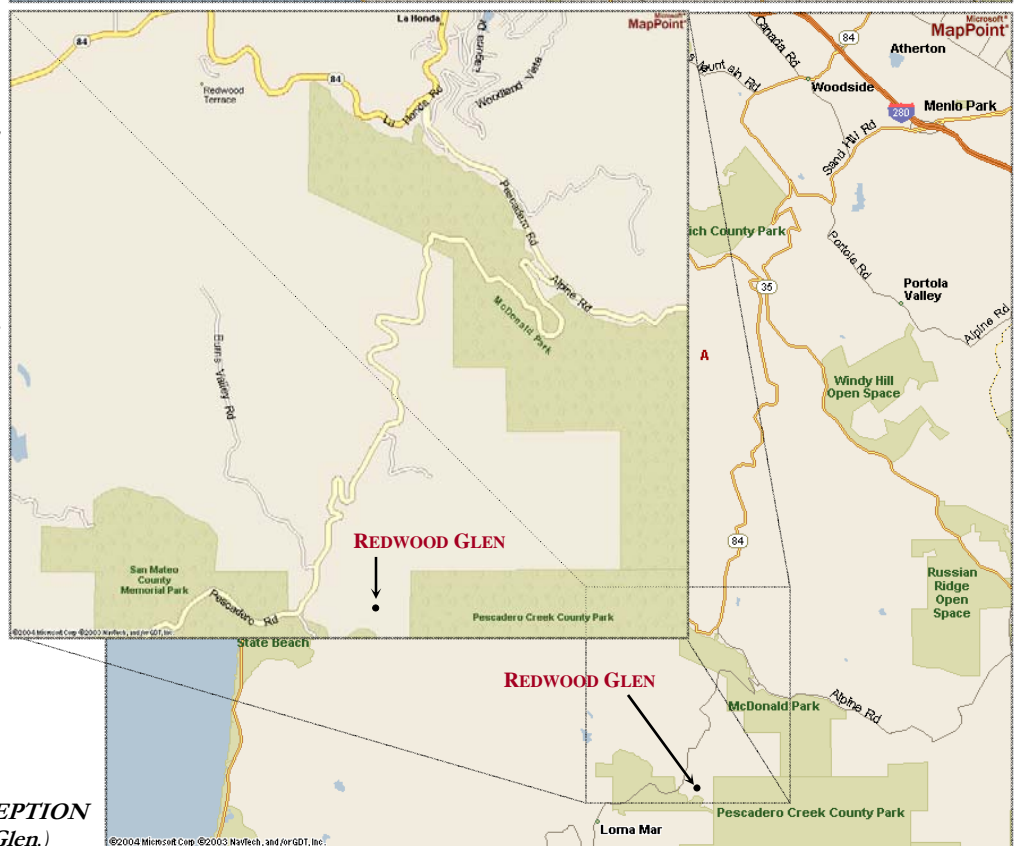 La Honda
Microsoft®
MapPoint®
84
Redwood
Terrace
84
La Honda Rd
Woodland Vista
Pescadero Rd
Alpine Rd
McDonald Park
Burns Valley Rd
REDWOOD GLEN
San Mateo
County
Memorial Park
Pescadero Rd
Pescadero Creek County Park
©2004 Microsoft Corp ©2003 NavTech, and/or GDT, Inc.
Microsoft®
MapPoint®
Canada Rd
84
Atherton
Mountain Rd
Woodside
280
Menlo Park
Sand Hill Rd
ich County Park
Portola Rd
35
Portola
Valley
Alpine Rd
A
Windy Hill
Open Space
84
Russian
Ridge
Open
Space
State Beach
REDWOOD GLEN
McDonald Park
Alpine Rd
Pescadero Creek County Park
Loma Mar
EPTION
Glen.)
©2004 Microsoft Corp ©2003 NavTech, and/or GDT, Inc.